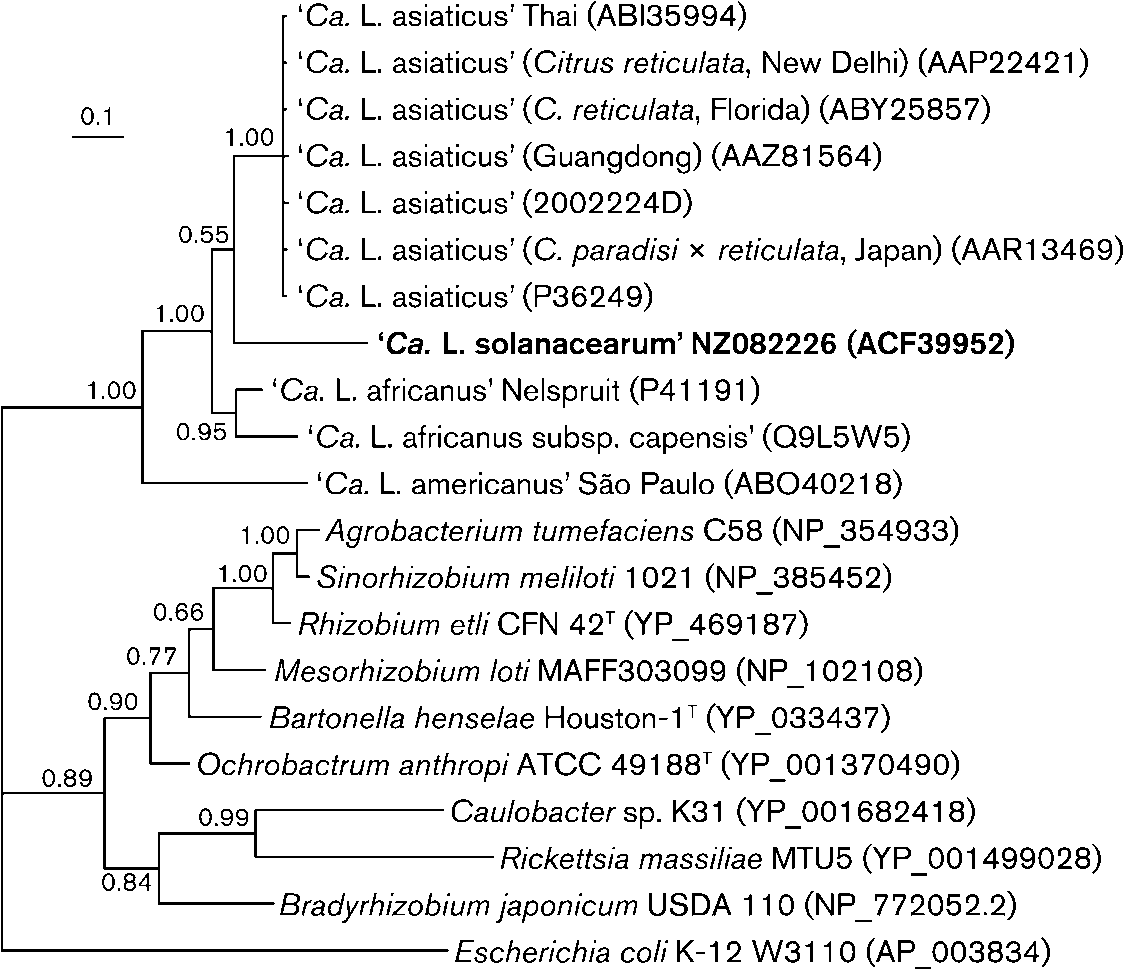 ‘Ca. L. asiaticus’ Thai (ABI35994)
‘Ca. L. asiaticus’ (Citrus reticulata, New Delhi) (AAP22421)
0.1
‘Ca. L. asiaticus’ (C. reticulata, Florida) (ABY25857)
1.00
‘Ca. L. asiaticus’ (Guangdong) (AAZ81564)
‘Ca. L. asiaticus’ (2002224D)
0.55
‘Ca. L. asiaticus’ (C. paradisi × reticulata, Japan) (AAR13469)
‘Ca. L. asiaticus’ (P36249)
1.00
‘Ca. L. solanacearum’ NZ082226 (ACF39952)
1.00
‘Ca. L. africanus’ Nelspruit (P41191)
0.95
‘Ca. L. africanus subsp. capensis’ (Q9L5W5)
‘Ca. L. americanus’ São Paulo (ABO40218)
1.00
Agrobacterium tumefaciens C58 (NP_354933)
1.00
Sinorhizobium meliloti 1021 (NP_385452)
0.66
Rhizobium etli CFN 42ᵀ (YP_469187)
0.77
Mesorhizobium loti MAFF303099 (NP_102108)
0.90
Bartonella henselae Houston-1ᵀ (YP_033437)
0.89
Ochrobactrum anthropi ATCC 49188ᵀ (YP_001370490)
0.99
Caulobacter sp. K31 (YP_001682418)
Rickettsia massiliae MTU5 (YP_001499028)
0.84
Bradyrhizobium japonicum USDA 110 (NP_772052.2)
Escherichia coli K-12 W3110 (AP_003834)